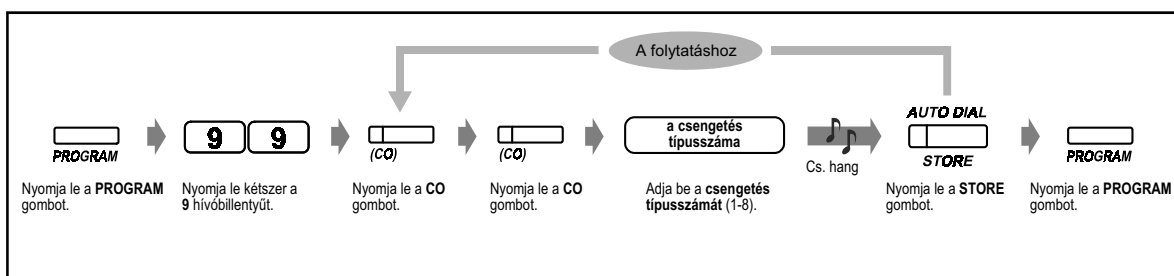 A folytatáshoz
PROGRAM
Nyomja le a PROGRAM
gombot.
9 9
Nyomja le kétszer a
9 hívóbillentyűt.
(CO)
Nyomja le a CO
gombot.
(CO)
Nyomja le a CO
gombot.
a csengetés
típusszáma
Adja be a csengetés
típusszámát (1-8).
Cs. hang
AUTO DIAL
STORE
Nyomja le a STORE
gombot.
PROGRAM
Nyomja le a PROGRAM
gombot.